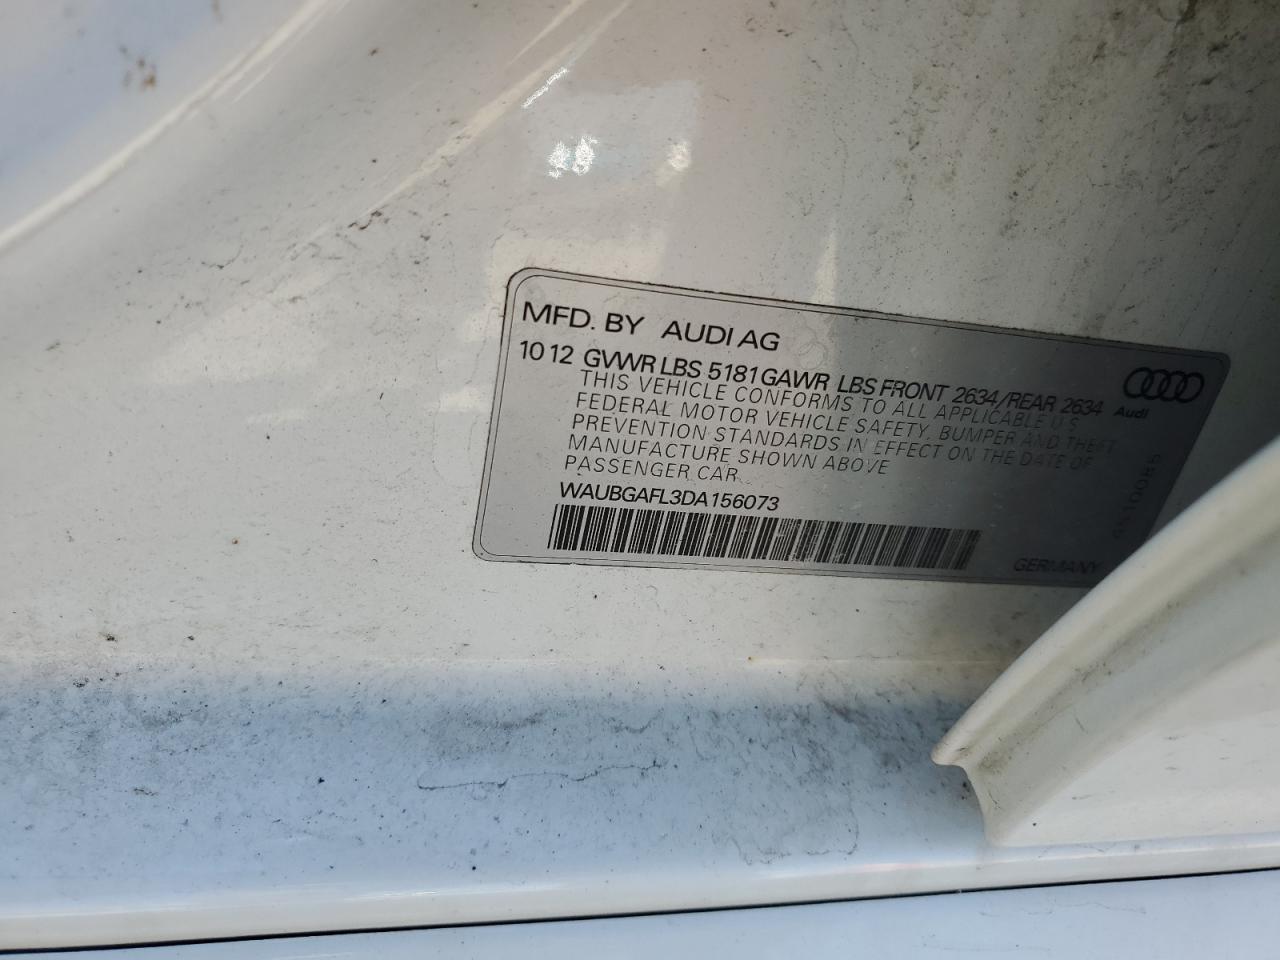 MFD. BY AUDI AG
10 12 GVWR LBS 5181 GAWR LBS FRONT 2634/REAR 2634
THIS VEHICLE CONFORMS TO ALL APPLICABLE U S
FEDERAL MOTOR VEHICLE SAFETY, BUMPER AND THEFT
PREVENTION STANDARDS IN EFFECT ON THE DATE OF
MANUFACTURE SHOWN ABOVE
PASSENGER CAR
WAUBGAFL3DA156073
Audi
GERMANY